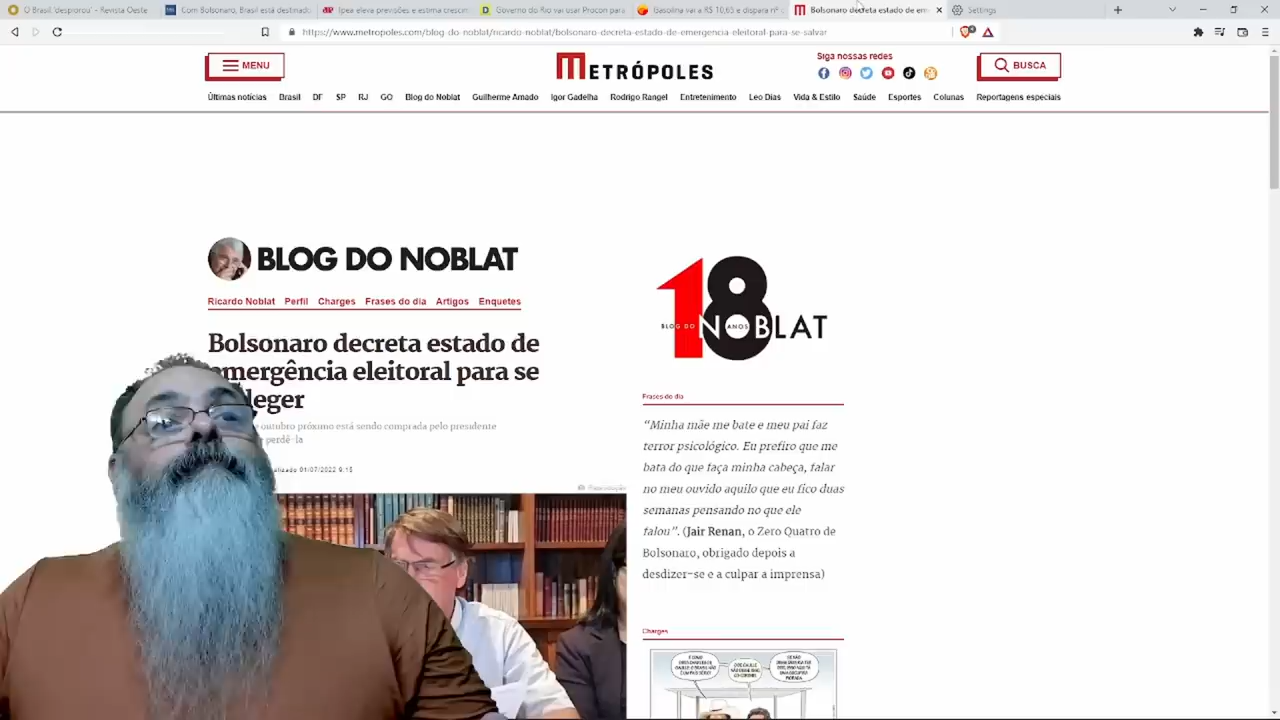 O Brasil 'despiorou' - Revista Oeste
Com Bolsonaro, Brasil está destinado
Ipea eleva previsões e estima crescim
Governo do Rio vai usar Procon para
Gasolina vai a R$ 10,65 e dispara nº
Bolsonaro decreta estado de em
Settings
https://www.metropoles.com/blog-do-noblat/ricardo-noblat/bolsonaro-decreta-estado-de-emergencia-eleitoral-para-se-salvar
MENU
METRÓPOLES
Siga nossas redes
BUSCA
Últimas notícias Brasil DF SP RJ GO Blog do Noblat Guilherme Amado Igor Gadelha Rodrigo Rangel Entretenimento Leo Dias Vida & Estilo Saúde Esportes Colunas Reportagens especiais
BLOG DO NOBLAT
Ricardo Noblat Perfil Charges Frases do dia Artigos Enquetes
Bolsonaro decreta estado de
emergência eleitoral para se
eger
outubro próximo está sendo comprada pelo presidente
perdê-la
01/07/2022 9:15
18
BLOG DO ANOS
NOBLAT
Frases do dia
“Minha mãe me bate e meu pai faz
terror psicológico. Eu prefiro que me
bata do que faça minha cabeça, falar
no meu ouvido aquilo que eu fico duas
semanas pensando no que ele
falou”. (Jair Renan, o Zero Quatro de
Bolsonaro, obrigado depois a
desdizer-se e a culpar a imprensa)
Charges